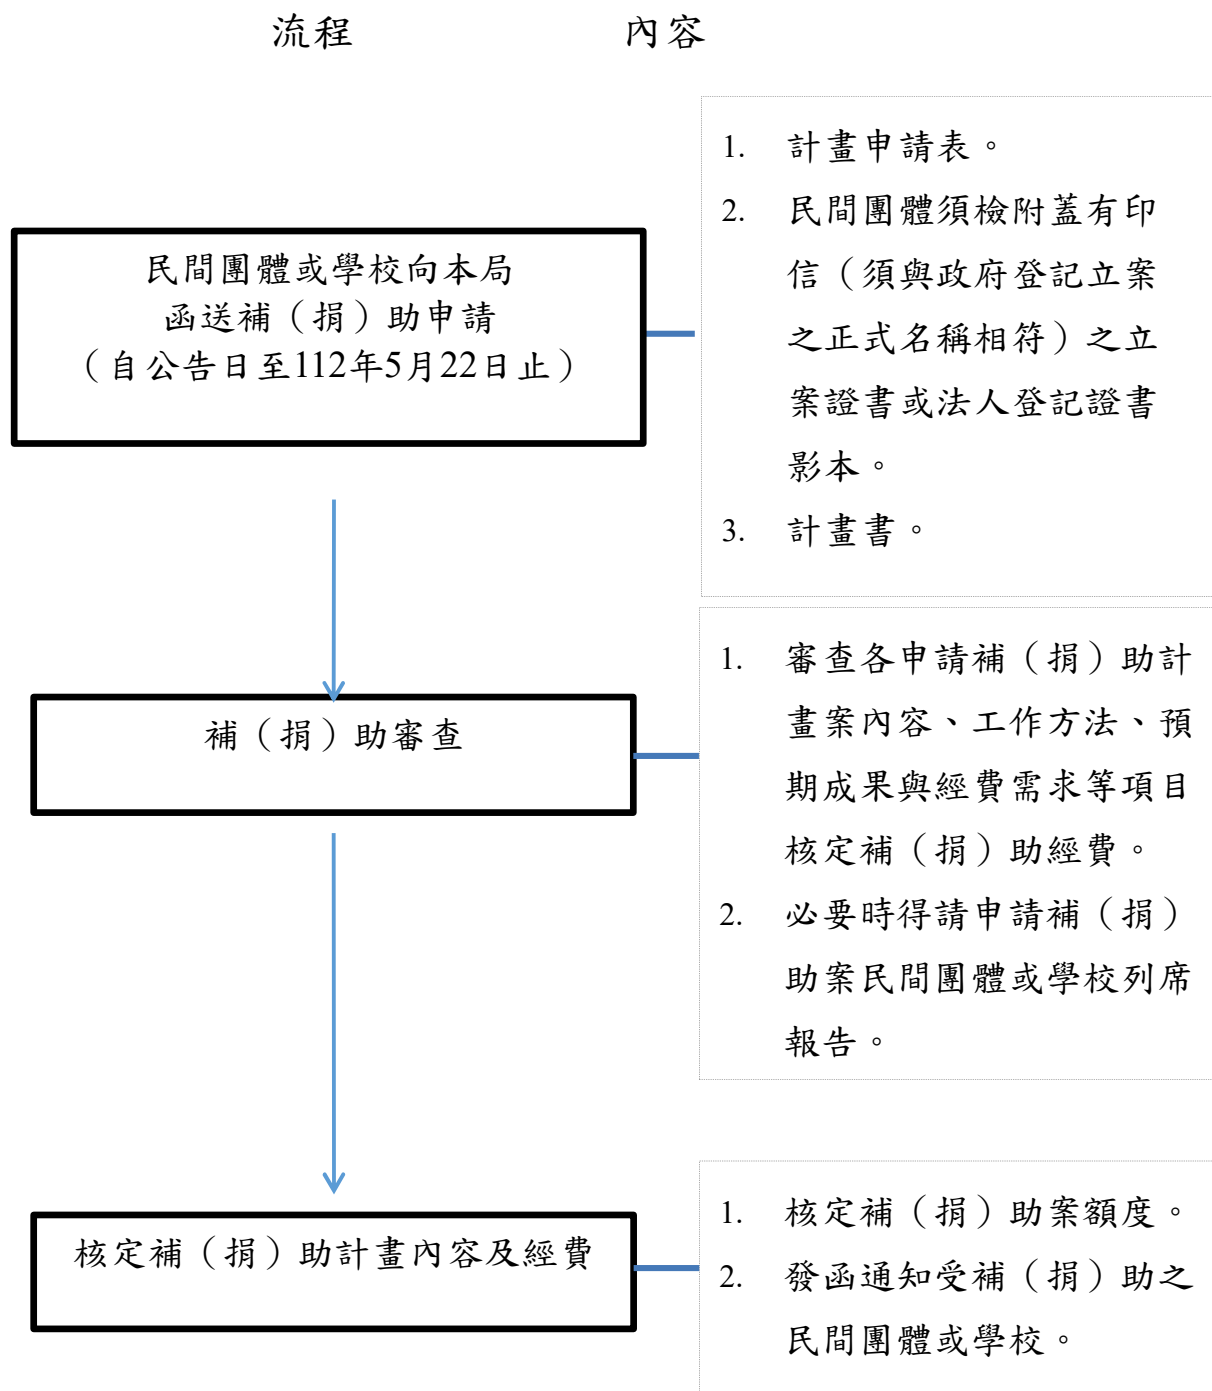 流程 內容
民間團體或學校向本局
函送補（捐）助申請
（自公告日至112年5月22日止）
1. 計畫申請表。
2. 民間團體須檢附蓋有印
信（須與政府登記立案
之正式名稱相符）之立
案證書或法人登記證書
影本。
3. 計畫書。
補（捐）助審查
1. 審查各申請補（捐）助計
畫案內容、工作方法、預
期成果與經費需求等項目
核定補（捐）助經費。
2. 必要時得請申請補（捐）
助案民間團體或學校列席
報告。
核定補（捐）助計畫內容及經費
1. 核定補（捐）助案額度。
2. 發函通知受補（捐）助之
民間團體或學校。